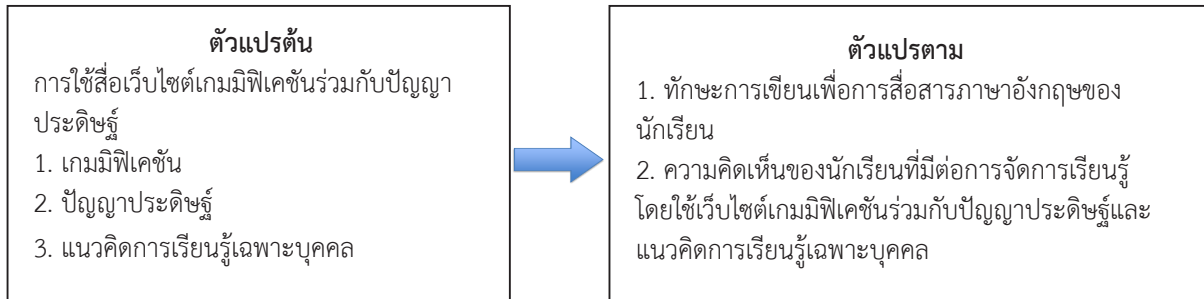 ตัวแปรต้น
การใช้สื่อเว็บไซต์เกมมิฟิเคชันร่วมกับปัญญา
ประดิษฐ์
1. เกมมิฟิเคชัน
2. ปัญญาประดิษฐ์
3. แนวคิดการเรียนรู้เฉพาะบุคคล
ตัวแปรตาม
1. ทักษะการเขียนเพื่อการสื่อสารภาษาอังกฤษของ
นักเรียน
2. ความคิดเห็นของนักเรียนที่มีต่อการจัดการเรียนรู้
โดยใช้เว็บไซต์เกมมิฟิเคชันร่วมกับปัญญาประดิษฐ์และ
แนวคิดการเรียนรู้เฉพาะบุคคล